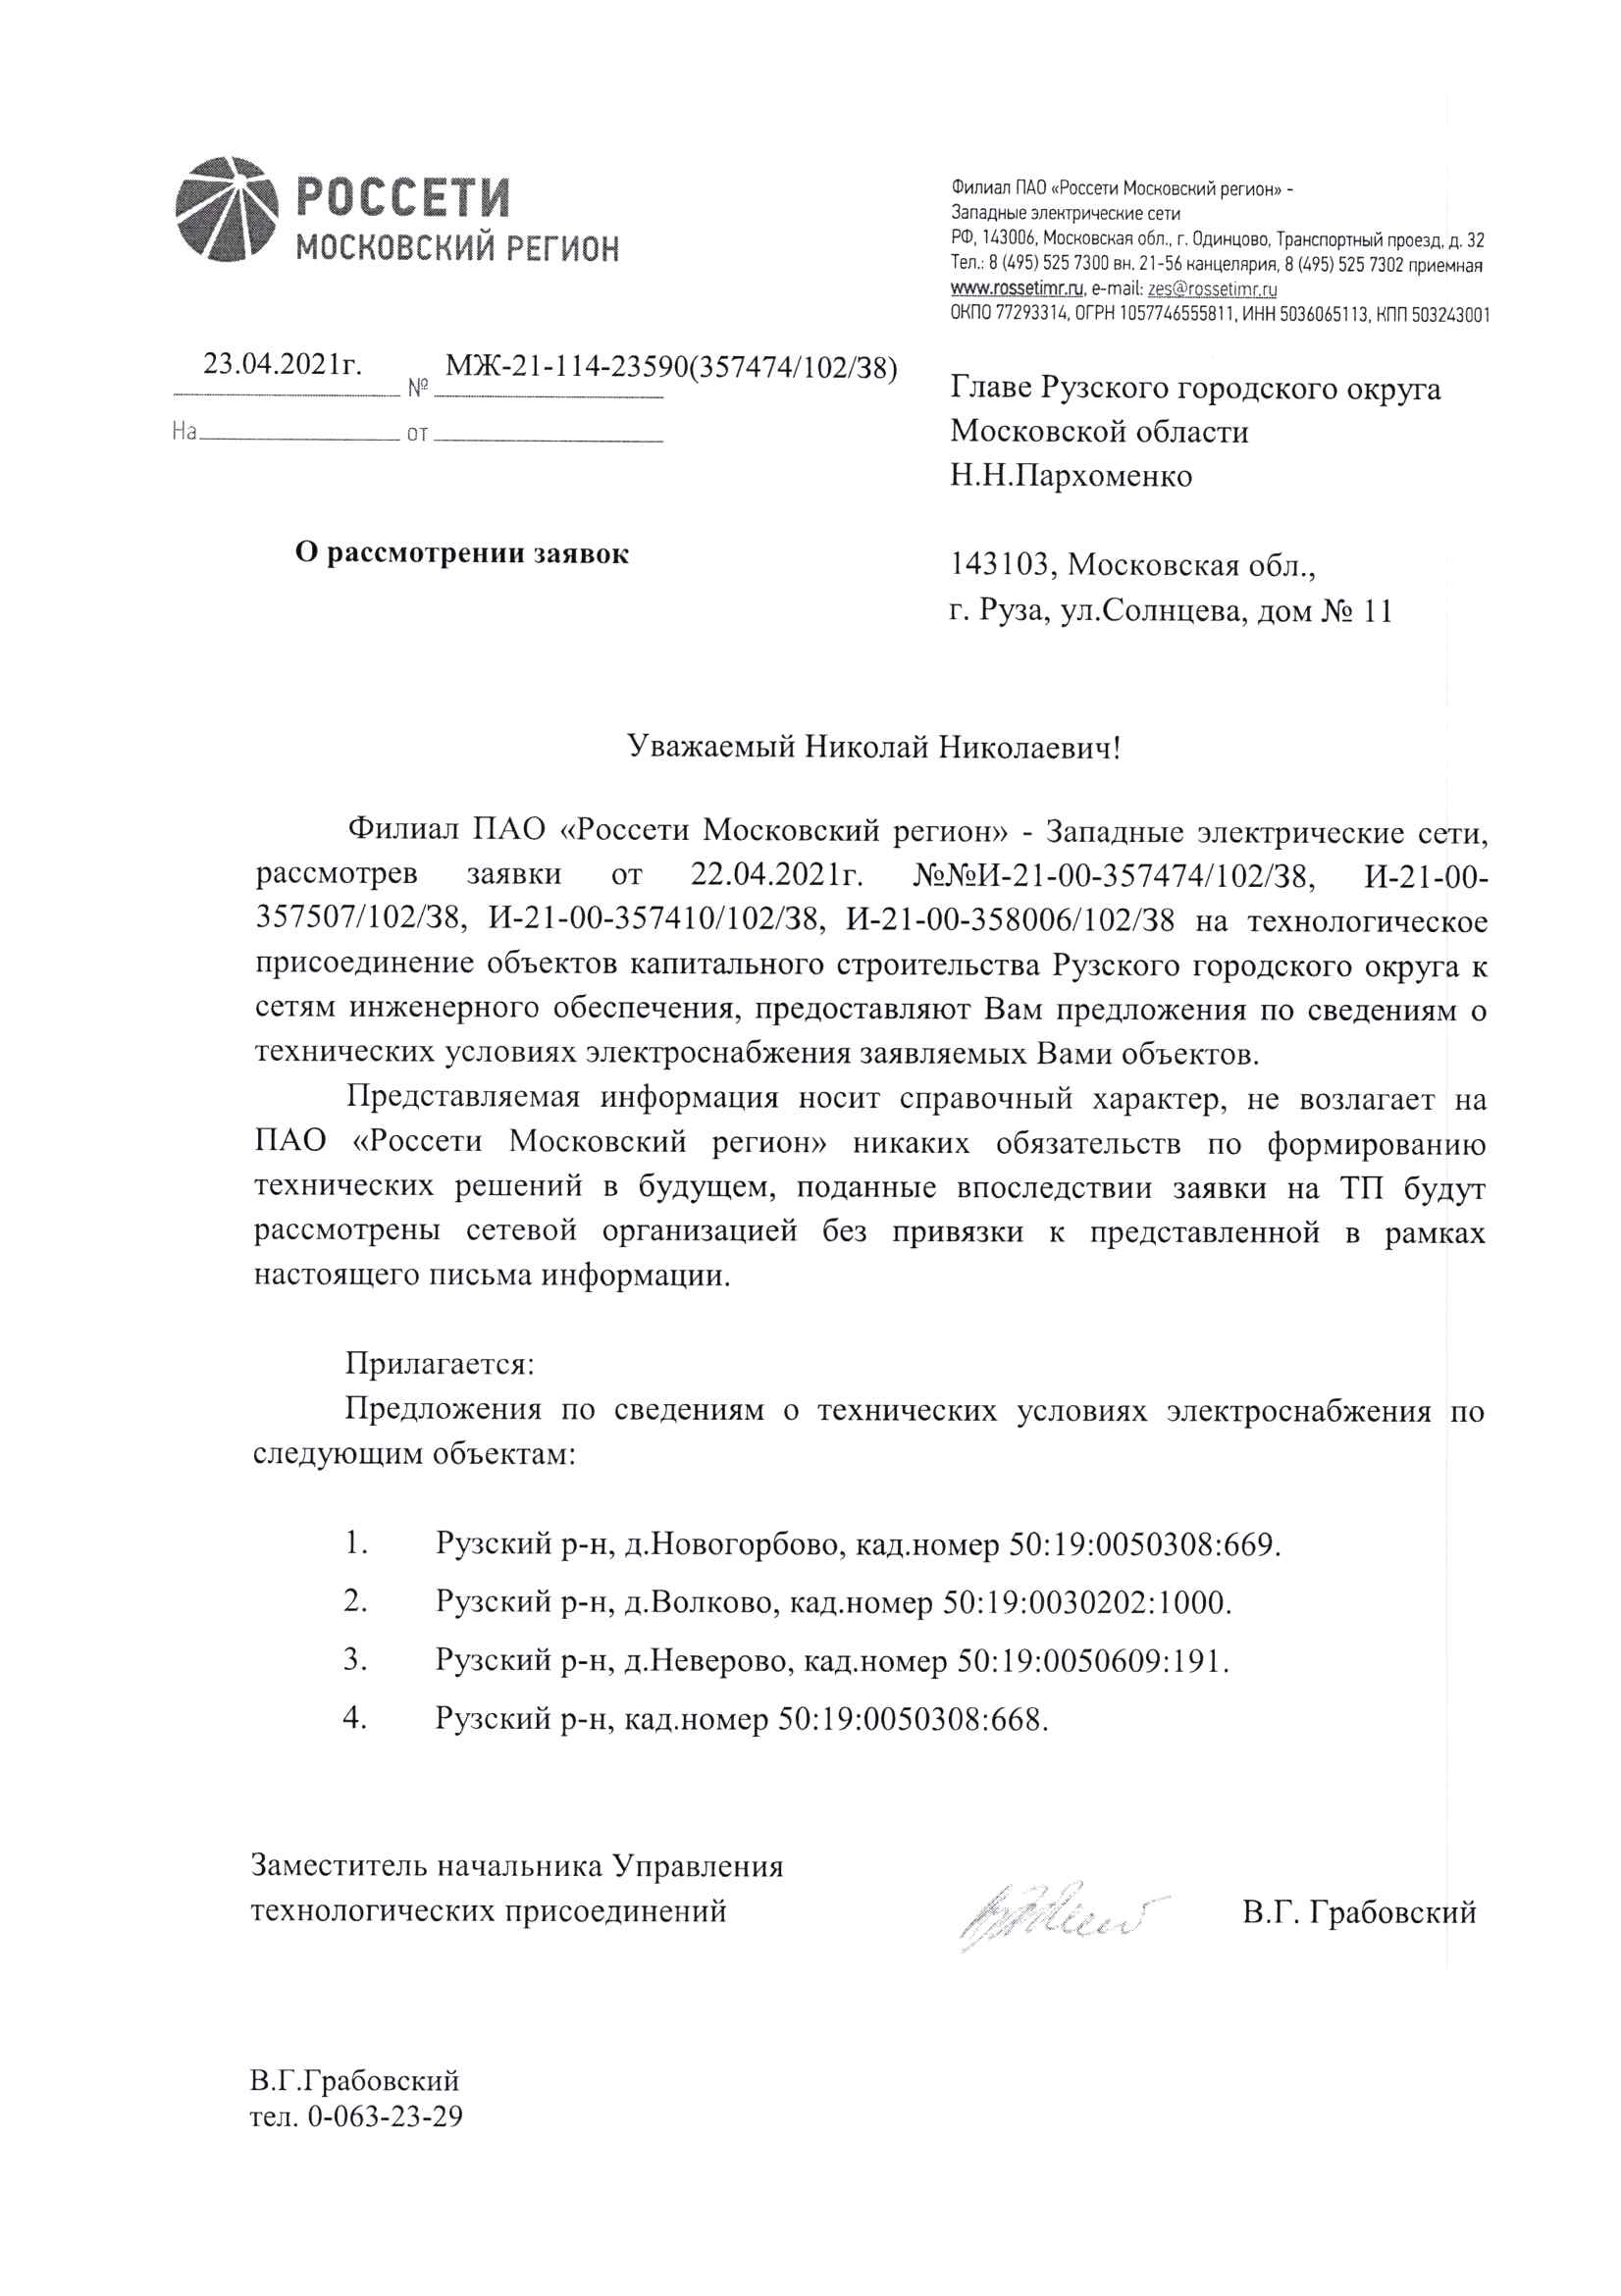 РОССЕТИ
МОСКОВСКИЙ РЕГИОН
Филиал ПАО «Россети Московский регион» -
Западные электрические сети
РФ, 143006, Московская обл., г. Одинцово, Транспортный проезд, д. 32
Тел.: 8 (495) 525 7300 вн. 21-56 канцелярия, 8 (495) 525 7302 приемная
www.rossetimr.ru, e-mail: zes@rossetimr.ru
ОКПО 77293314, ОГРН 1057746555811, ИНН 5036065113, КПП 503243001
23.04.2021г. № МЖ-21-114-23590(357474/102/З8)
На от
Главе Рузского городского округа
Московской области
Н.Н.Пархоменко
О рассмотрении заявок
143103, Московская обл.,
г. Руза, ул.Солнцева, дом № 11
Уважаемый Николай Николаевич!
Филиал ПАО «Россети Московский регион» - Западные электрические сети,
рассмотрев заявки от 22.04.2021г. №№И-21-00-357474/102/З8, И-21-00-
357507/102/З8, И-21-00-357410/102/З8, И-21-00-358006/102/З8 на технологическое
присоединение объектов капитального строительства Рузского городского округа к
сетям инженерного обеспечения, предоставляют Вам предложения по сведениям о
технических условиях электроснабжения заявляемых Вами объектов.
Представляемая информация носит справочный характер, не возлагает на
ПАО «Россети Московский регион» никаких обязательств по формированию
технических решений в будущем, поданные впоследствии заявки на ТП будут
рассмотрены сетевой организацией без привязки к представленной в рамках
настоящего письма информации.
Прилагается:
Предложения по сведениям о технических условиях электроснабжения по
следующим объектам:
1. Рузский р-н, д.Новогорбово, кад.номер 50:19:0050308:669.
2. Рузский р-н, д.Волково, кад.номер 50:19:0030202:1000.
3. Рузский р-н, д.Неверово, кад.номер 50:19:0050609:191.
4. Рузский р-н, кад.номер 50:19:0050308:668.
Заместитель начальника Управления
технологических присоединений
В.Г. Грабовский
В.Г.Грабовский
тел. 0-063-23-29